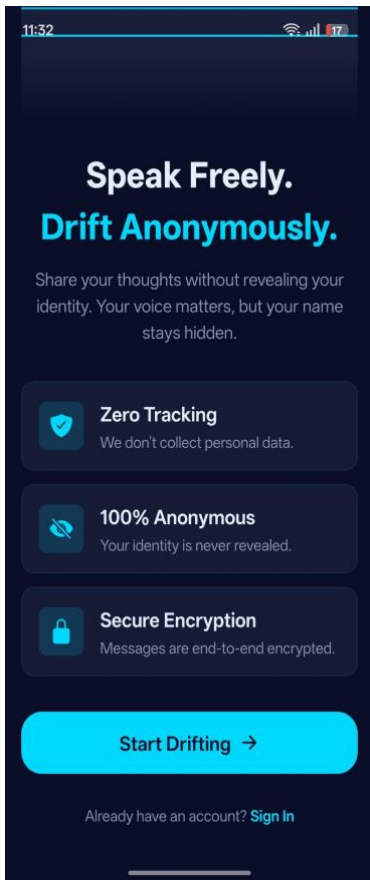 11:32
17
Speak Freely.
Drift Anonymously.
Share your thoughts without revealing your
identity. Your voice matters, but your name
stays hidden.
Zero Tracking
We don't collect personal data.
100% Anonymous
Your identity is never revealed.
Secure Encryption
Messages are end-to-end encrypted.
Start Drifting →
Already have an account? Sign In